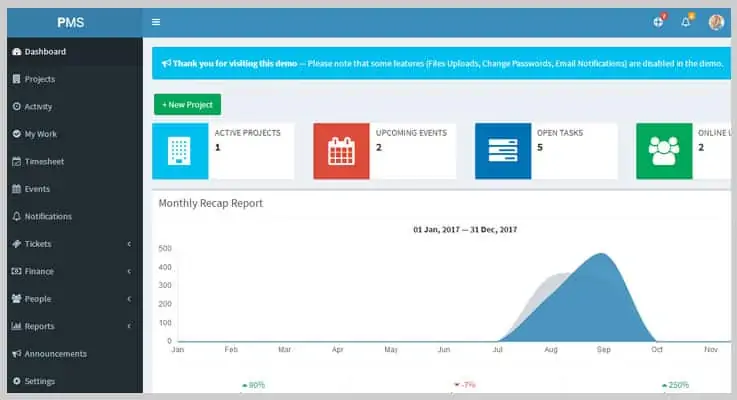 PMS
Dashboard
Projects
Activity
My Work
Timesheet
Events
Notifications
Tickets
Finance
People
Reports
Announcements
Settings
Thank you for visiting this demo — Please note that some features (Files Uploads, Change Passwords, Email Notifications) are disabled in the demo.
+ New Project
ACTIVE PROJECTS
1
UPCOMING EVENTS
2
OPEN TASKS
5
ONLINE
2
Monthly Recap Report
01 Jan, 2017 — 31 Dec, 2017
500
400
300
200
100
0
Jan Feb Mar Apr May Jun Jul Aug Sep Oct Nov
-7%
250%